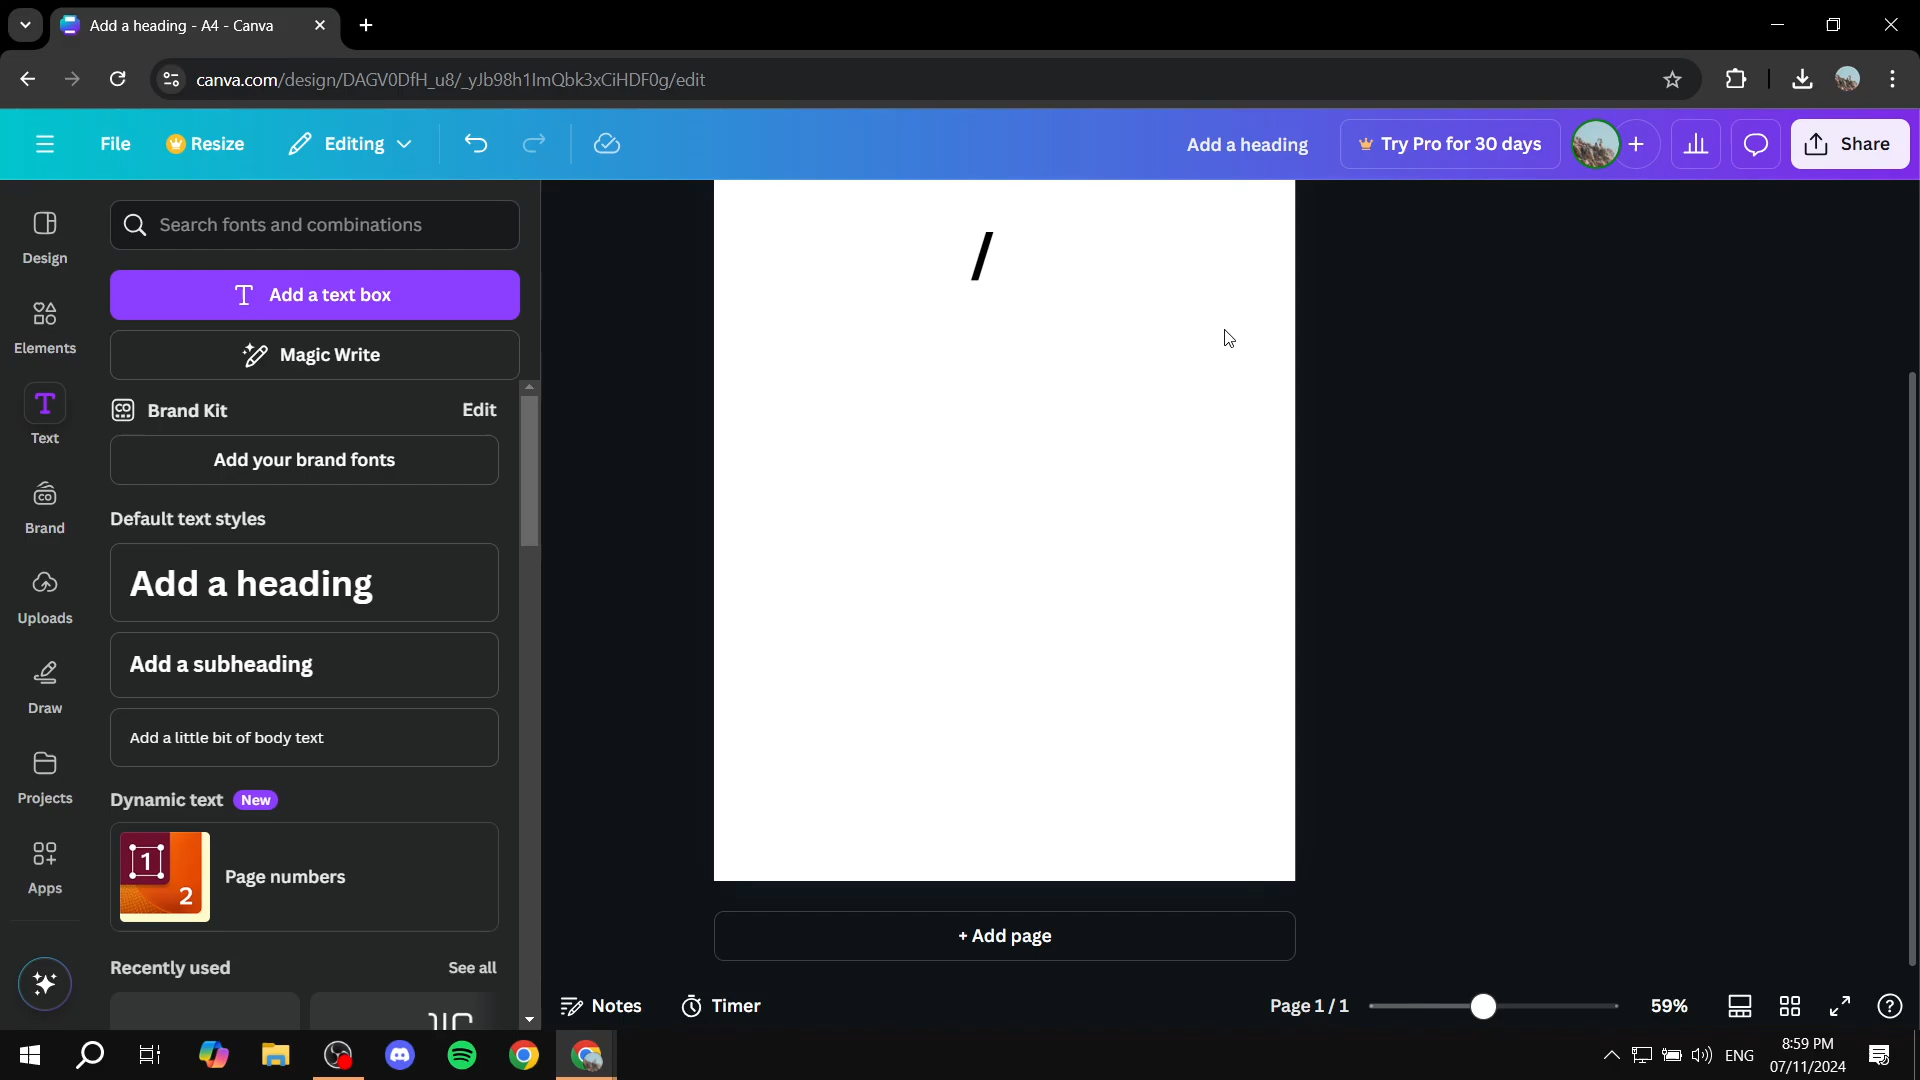 Add a heading - A4 - Canva
canva.com/design/DAGV0DfH_u8/_yJb98h1ImQbk3xCiHDF0g/edit
File
Resize
Editing
Add a heading
Try Pro for 30 days
Share
Design
Elements
Text
Brand
Uploads
Draw
Projects
Apps
Search fonts and combinations
T Add a text box
Magic Write
Brand Kit
Edit
Add your brand fonts
Default text styles
Add a heading
Add a subheading
Add a little bit of body text
Dynamic text New
1
2
Page numbers
Recently used
See all
/
+ Add page
Notes
Timer
Page 1 / 1
59%
ENG
8:59 PM
07/11/2024